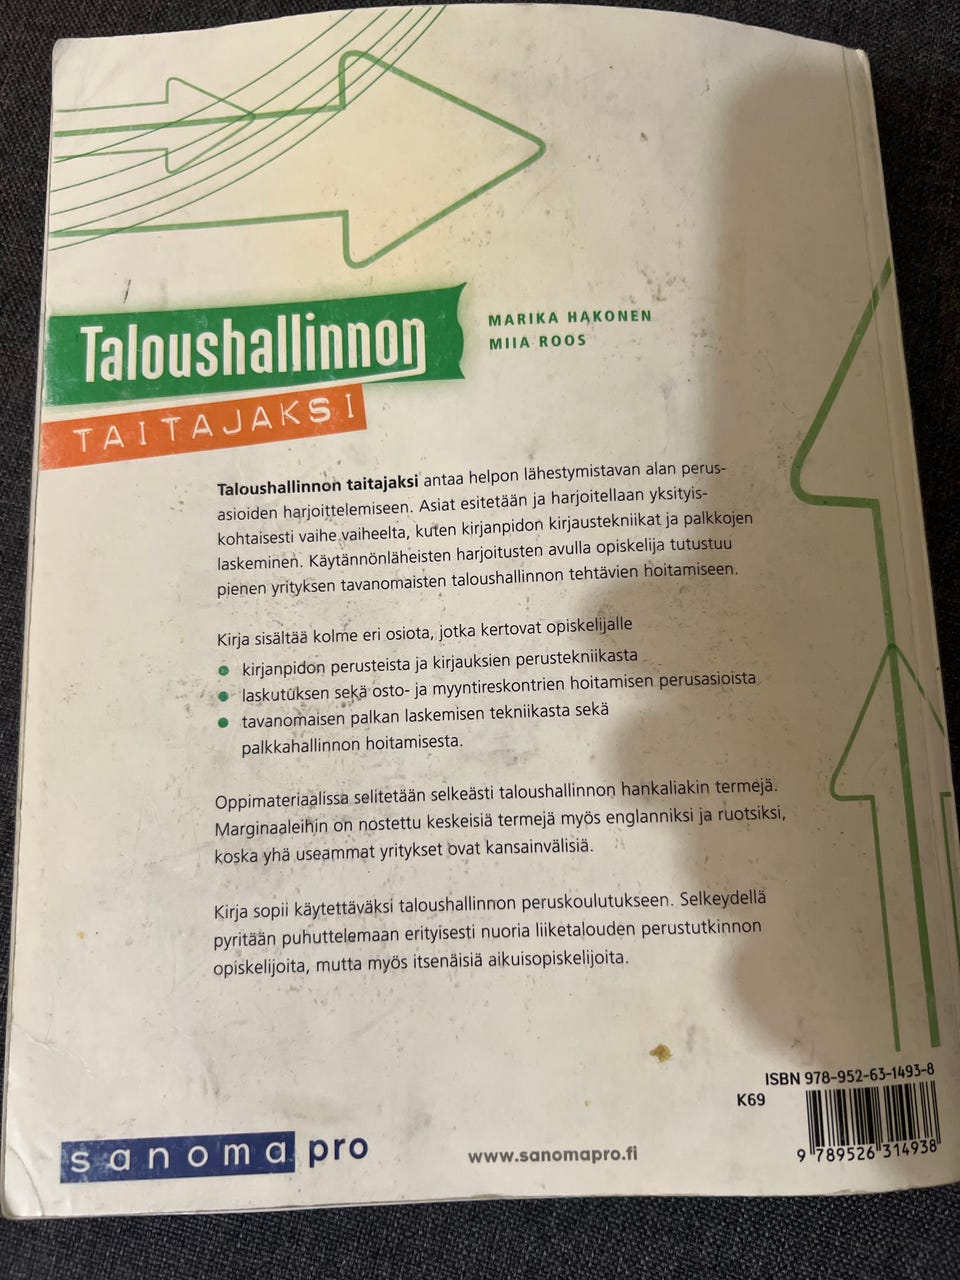 Taloushallinnon
TAITAJAKSI
MARIKA HAKONEN
MIIA ROOS
Taloushallinnon taitajaksi antaa helpon lähestymistavan alan perus-
asioiden harjoittelemiseen. Asiat esitetään ja harjoitellaan yksityis-
kohtaisesti vaihe vaiheelta, kuten kirjanpidon kirjaustekniikat ja palkkojen
laskeminen. Käytännönläheisten harjoitusten avulla opiskelija tutustuu
pienen yrityksen tavanomaisten taloushallinnon tehtävien hoitamiseen.
Kirja sisältää kolme eri osiota, jotka kertovat opiskelijalle
● kirjanpidon perusteista ja kirjauksien perustekniikasta
● laskutuksen sekä osto- ja myyntireskontrien hoitamisen perusasioista
● tavanomaisen palkan laskemisen tekniikasta sekä
palkkahallinnon hoitamisesta.
Oppimateriaalissa selitetään selkeästi taloushallinnon hankaliakin termejä.
Marginaaleihin on nostettu keskeisiä termejä myös englanniksi ja ruotsiksi,
koska yhä useammat yritykset ovat kansainvälisiä.
Kirja sopii käytettäväksi taloushallinnon peruskoulutukseen. Selkeydellä
pyritään puhuttelemaan erityisesti nuoria liiketalouden perustutkinnon
opiskelijoita, mutta myös itsenäisiä aikuisopiskelijoita.
ISBN 978-952-63-1493-8
K69
9 789526 314938
sanoma pro
www.sanomapro.fi